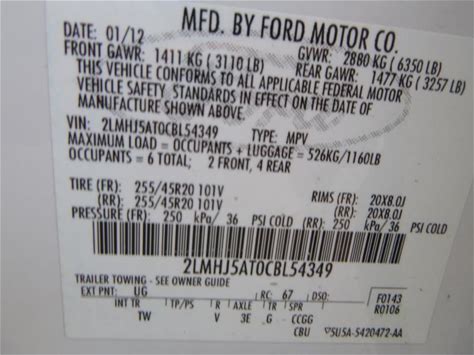 MFD. BY FORD MOTOR CO.
01/12 GVWR: 2880 KG (6350 LB)
FRONT GAWR: 1411 KG (3110 LB) REAR GAWR: 1477 KG (3257 LB)
THIS VEHICLE CONFORMS TO ALL APPLICABLE FEDERAL MOTOR
VEHICLE SAFETY STANDARDS IN EFFECT ON THE DATE OF
MANUFACTURE SHOWN ABOVE.
VIN: 2LMHJ5AT0CBL54349 TYPE: MPV
MAXIMUM LOAD = OCCUPANTS + LUGGAGE = 526KG/1160LB
OCCUPANTS = 6 TOTAL; 2 FRONT, 4 REAR
TIRE (FR): 255/45R20 101V RIMS (FR): 20X8.0J
(RR): 255/45R20 101V (RR): 20X8.0J
PRESSURE (FR): 250 kPa/ 36 PSI COLD (RR): 250 kPa/ 36 PSI COLD
2LMHJ5AT0CBL54349
TRAILER TOWING - SEE OWNER GUIDE
EXT PNT: UG RC: 67 DSO: F0143
INT TR TP/PS R AXLE TR SPR R0106
TW V 3E G CCGG
CBU 5U5A-5420472-AA